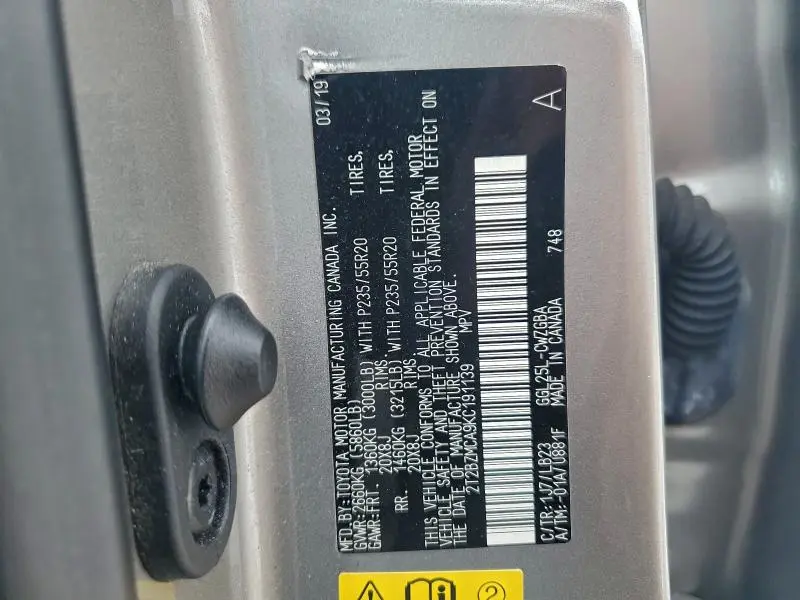 MFD.BY:TOYOTA MOTOR MANUFACTURING CANADA INC. 03/19
GVWR:2660KG (5860LB)
GAWR:FRT. 1360KG (3000LB) WITH P235/55R20 TIRES,
20X8J RIMS.
RR. 1460KG (3215LB) WITH P235/55R20 TIRES,
20X8J RIMS.
THIS VEHICLE CONFORMS TO ALL APPLICABLE FEDERAL MOTOR
VEHICLE SAFETY AND THEFT PREVENTION STANDARDS IN EFFECT ON
THE DATE OF MANUFACTURE SHOWN ABOVE.
2T2BZMCA9KC191139 MPV
C/TR:1J7/LB23 GGL25L-CWZGBA 748 A
A/TM:-01A/U881F MADE IN CANADA
2